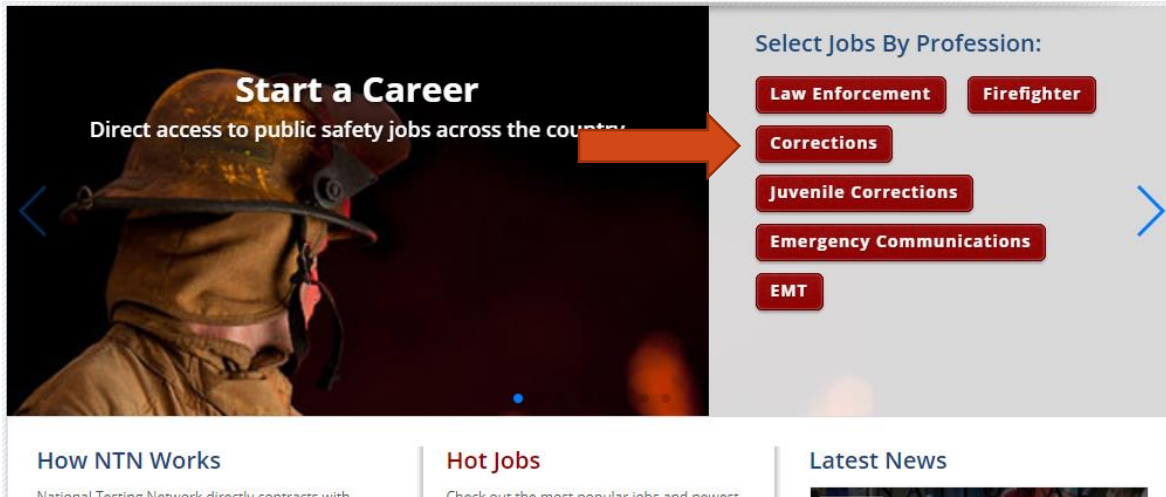 Start a Career
Direct access to public safety jobs across the country
Select Jobs By Profession:
Law Enforcement
Firefighter
Corrections
Juvenile Corrections
Emergency Communications
EMT
How NTN Works
Hot Jobs
Latest News
National Testing Network directly contracts with
Check out the most popular jobs and newest